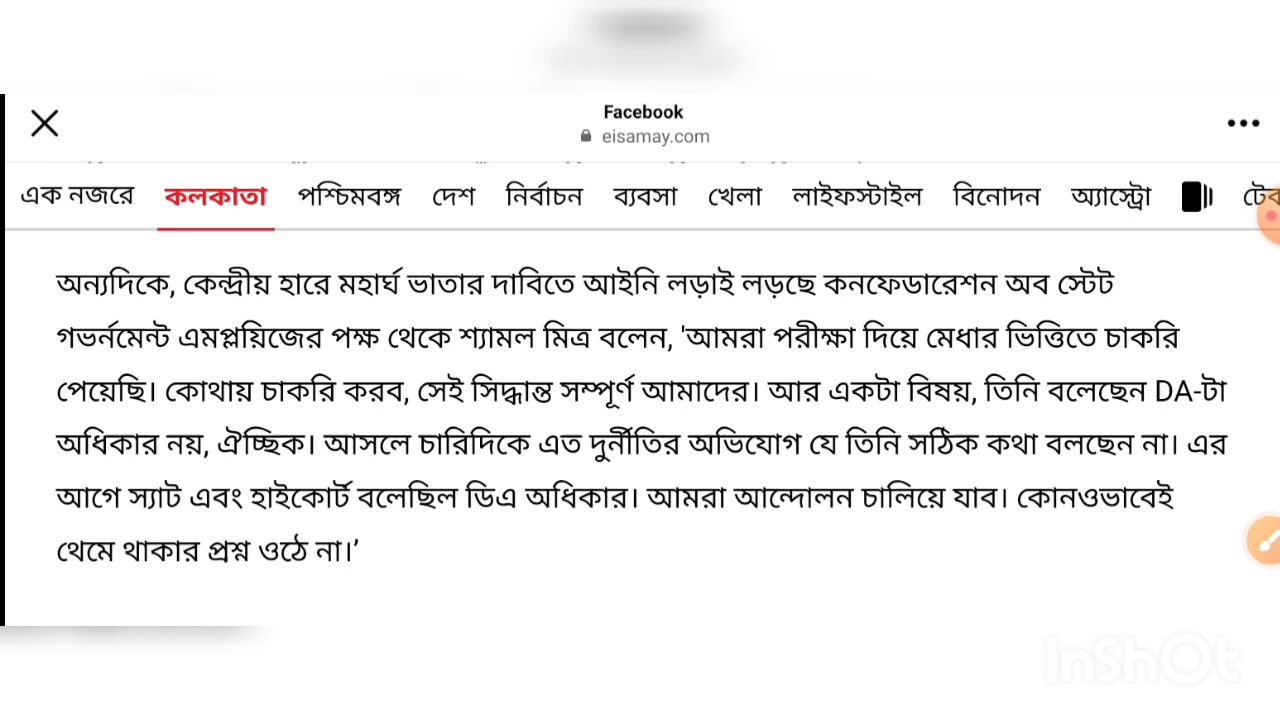 Facebook
eisamay.com
এক নজরে কলকাতা পশ্চিমবঙ্গ দেশ নির্বাচন ব্যবসা খেলা লাইফস্টাইল বিনোদন অ্যাস্ট্রো
অন্যদিকে, কেন্দ্রীয় হারে মহার্ঘ ভাতার দাবিতে আইনি লড়াই লড়ছে কনফেডারেশন অব স্টেট
গভর্নমেন্ট এমপ্লয়িজের পক্ষ থেকে শ্যামল মিত্র বলেন, 'আমরা পরীক্ষা দিয়ে মেধার ভিত্তিতে চাকরি
পেয়েছি। কোথায় চাকরি করব, সেই সিদ্ধান্ত সম্পূর্ণ আমাদের। আর একটা বিষয়, তিনি বলেছেন DA-টা
অধিকার নয়, ঐচ্ছিক। আসলে চারিদিকে এত দুর্নীতির অভিযোগ যে তিনি সঠিক কথা বলছেন না। এর
আগে স্যাট এবং হাইকোর্ট বলেছিল ডিএ অধিকার। আমরা আন্দোলন চালিয়ে যাব। কোনওভাবেই
থেমে থাকার প্রশ্ন ওঠে না।’
InShOt